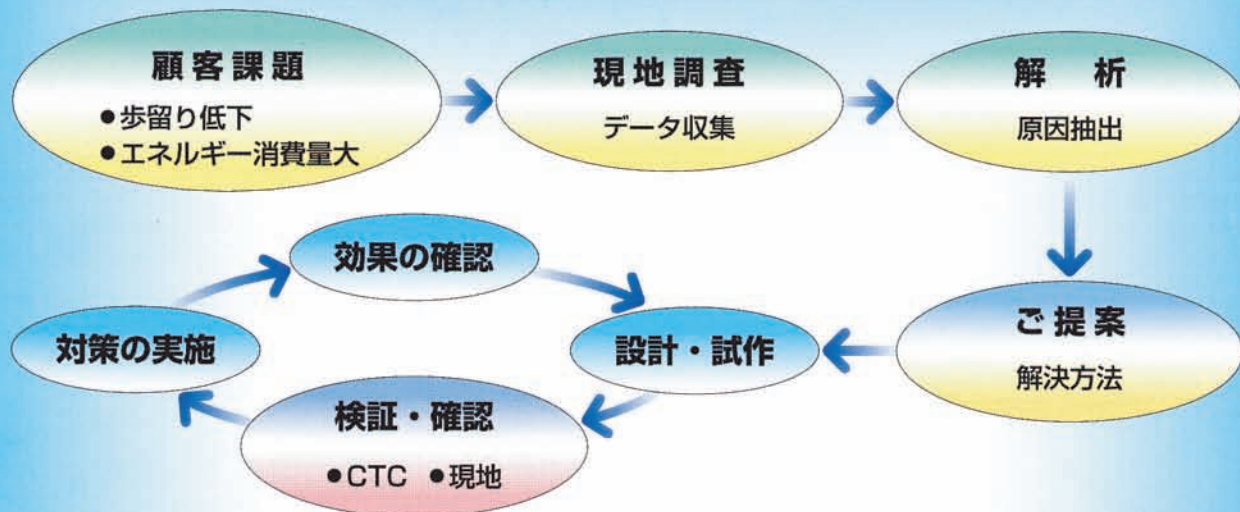 顧客課題
●歩留り低下
●エネルギー消費量大
現地調査
データ収集
解　析
原因抽出
ご提案
解決方法
設計・試作
検証・確認
●CTC ●現地
対策の実施
効果の確認